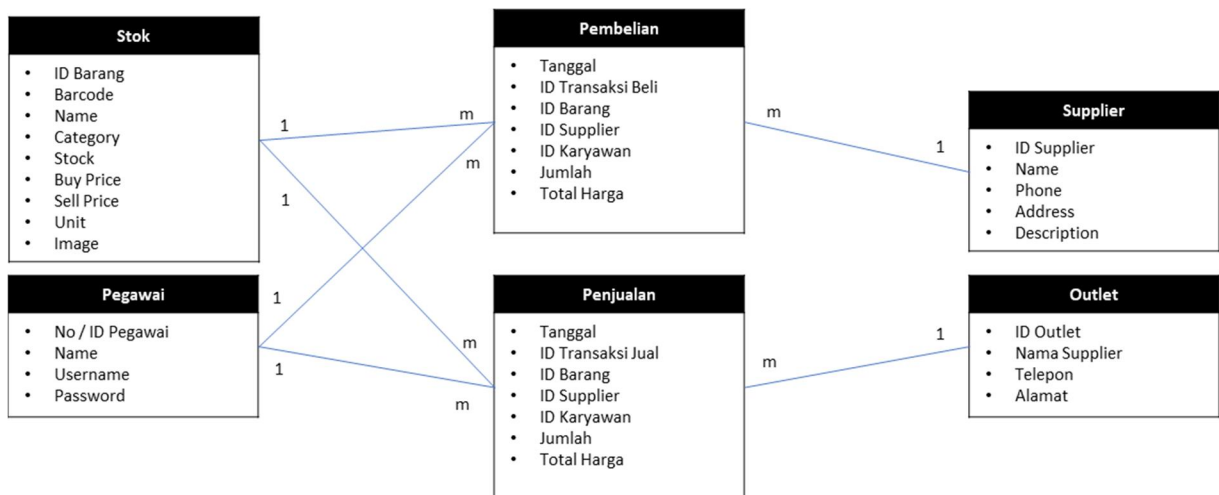 Stok
• ID Barang
• Barcode
• Name
• Category
• Stock
• Buy Price
• Sell Price
• Unit
• Image
Pegawai
• No / ID Pegawai
• Name
• Username
• Password
Pembelian
• Tanggal
• ID Transaksi Beli
• ID Barang
• ID Supplier
• ID Karyawan
• Jumlah
• Total Harga
Penjualan
• Tanggal
• ID Transaksi Jual
• ID Barang
• ID Supplier
• ID Karyawan
• Jumlah
• Total Harga
Supplier
• ID Supplier
• Name
• Phone
• Address
• Description
Outlet
• ID Outlet
• Nama Supplier
• Telepon
• Alamat
1
m
m
1
1
m
1
m
m
1
m
1